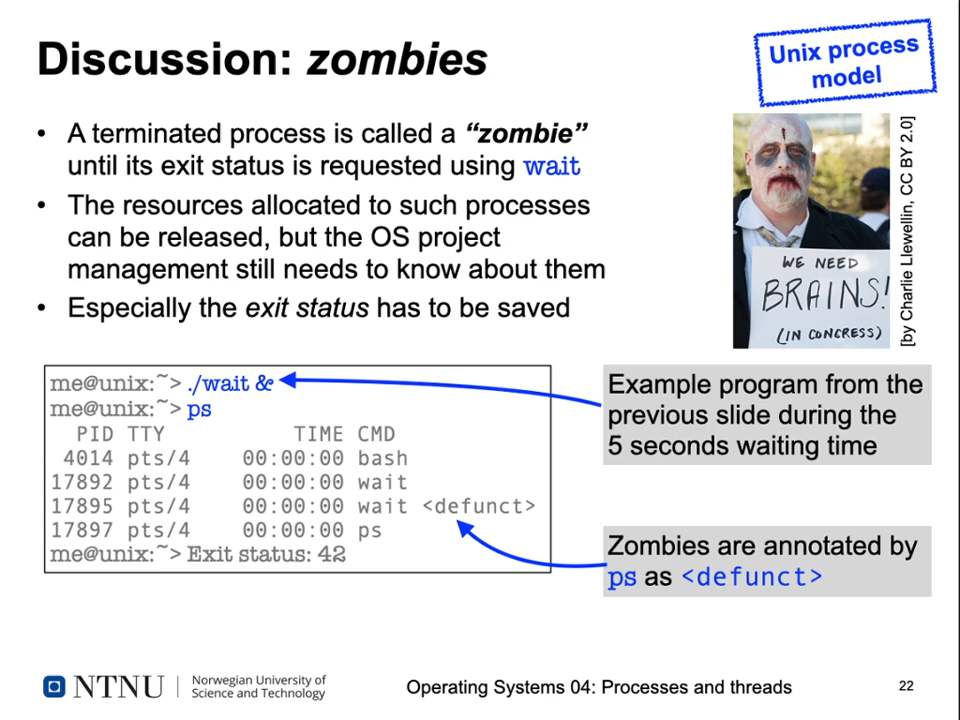 Discussion: zombies
Unix process
model
• A terminated process is called a “zombie”
until its exit status is requested using wait
• The resources allocated to such processes
can be released, but the OS project
management still needs to know about them
• Especially the exit status has to be saved
WE NEED
BRAINS!
(IN CONGRESS)
[by Charlie Llewellin, CC BY 2.0]
me@unix:~> ./wait &
me@unix:~> ps
PID TTY TIME CMD
4014 pts/4 00:00:00 bash
17892 pts/4 00:00:00 wait
17895 pts/4 00:00:00 wait <defunct>
17897 pts/4 00:00:00 ps
me@unix:~> Exit status: 42
Example program from the
previous slide during the
5 seconds waiting time
Zombies are annotated by
ps as <defunct>
NTNU
Norwegian University of
Science and Technology
Operating Systems 04: Processes and threads
22